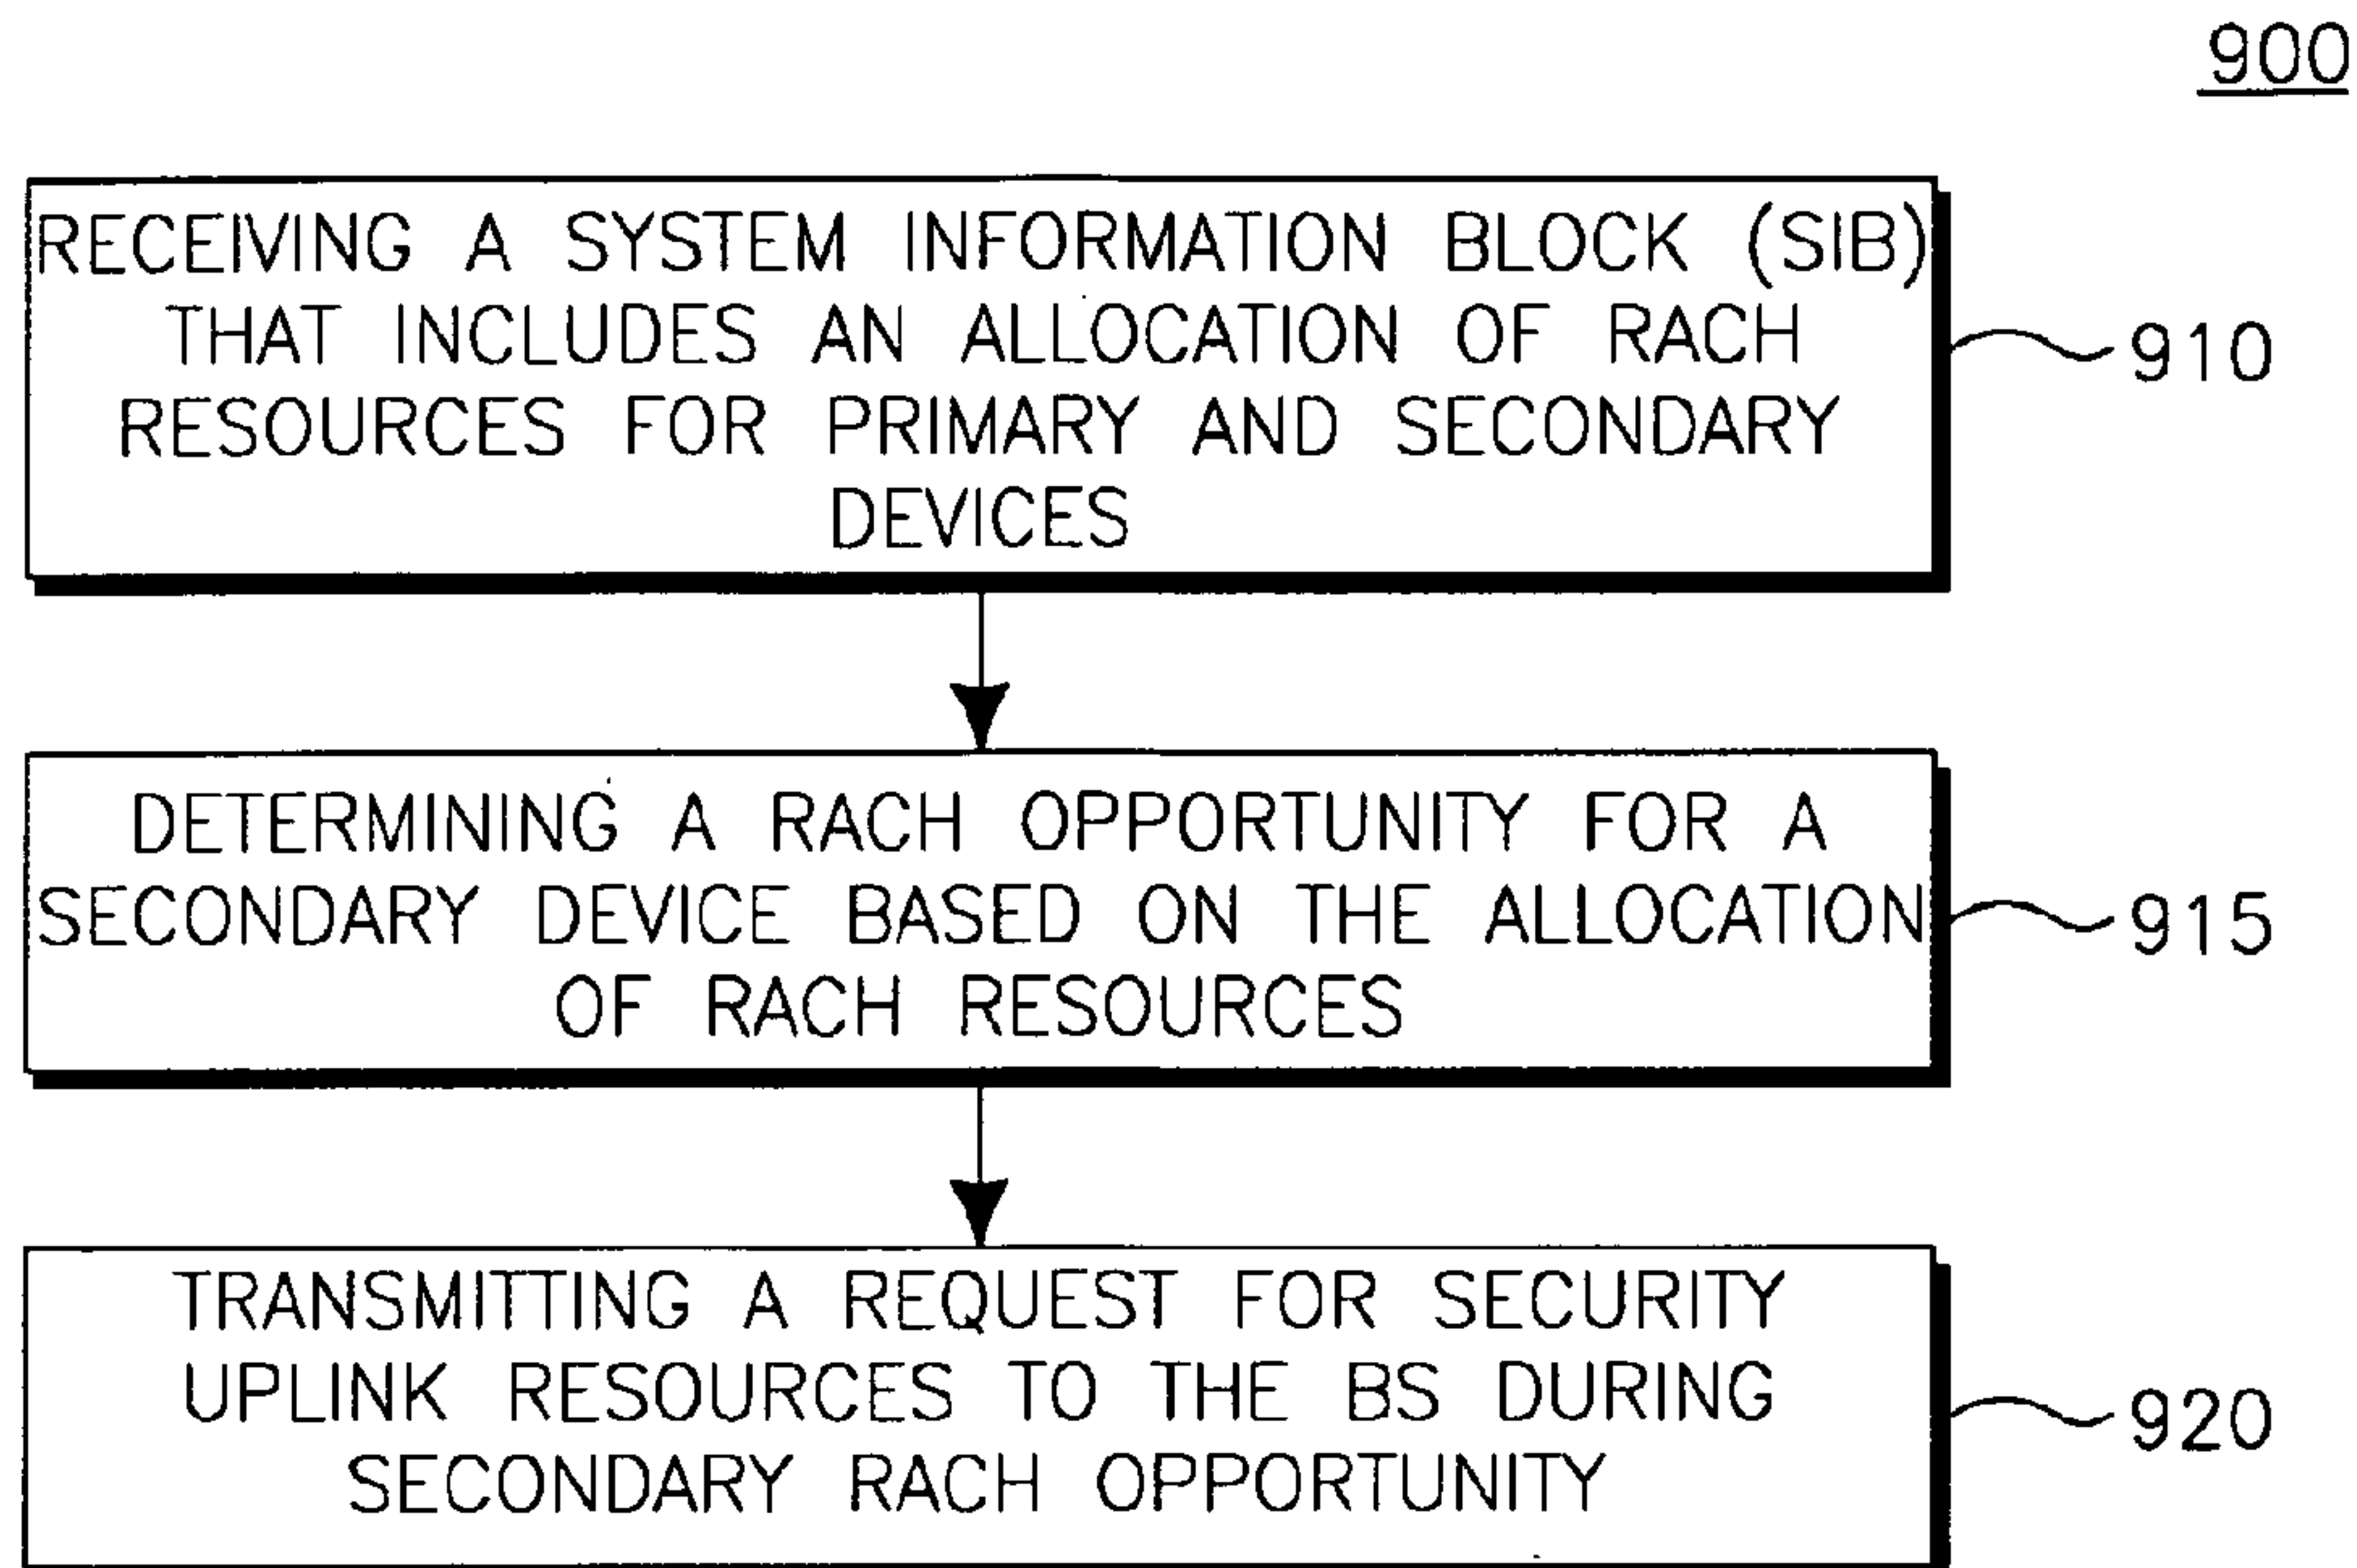 900
RECEIVING A SYSTEM INFORMATION BLOCK (SIB)
THAT INCLUDES AN ALLOCATION OF RACH
RESOURCES FOR PRIMARY AND SECONDARY
DEVICES
910
DETERMINING A RACH OPPORTUNITY FOR A
SECONDARY DEVICE BASED ON THE ALLOCATION
OF RACH RESOURCES
915
TRANSMITTING A REQUEST FOR SECURITY
UPLINK RESOURCES TO THE BS DURING
SECONDARY RACH OPPORTUNITY
920